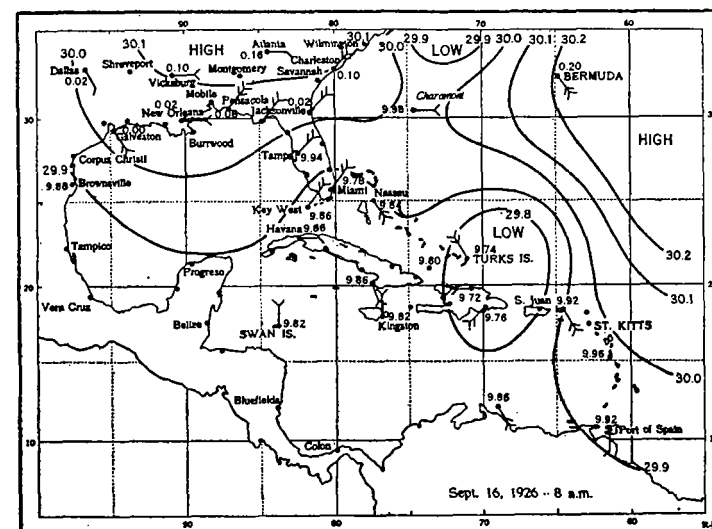 90 80 70 60
30.0
30.1
HIGH
Atlanta
0.16
Wilmington
30.1
30.0
LOW
29.9
30.0
30.1
30.2
Dallas
0.02
Shreveport
0.10
Vicksburg
Montgomery
Charleston
Savannah
0.10
0.20
BERMUDA
Mobile
Pensacola
0.02
New Orleans
0.08
0.02
Jacksonville
9.98
30
30
0.00
Galveston
Burrwood
HIGH
Corpus Christi
Tampa
9.94
29.9
9.88
Brownsville
9.78
Miami
Nassau
9.84
Key West
9.86
Havana
9.86
29.8
LOW
9.74
TURKS IS.
9.80
30.2
30.1
Tampico
Progreso
9.86
20
20
Vera Cruz
9.72
9.76
S. Juan
9.92
ST. KITTS
Belize
9.82
SWAN IS.
9.82
Kingston
9.96
30.0
Bluefields
9.86
9.92
Port of Spain
10
10
Colon
29.9
Sept. 16, 1926 -- 8 a.m.
90 80 70 60